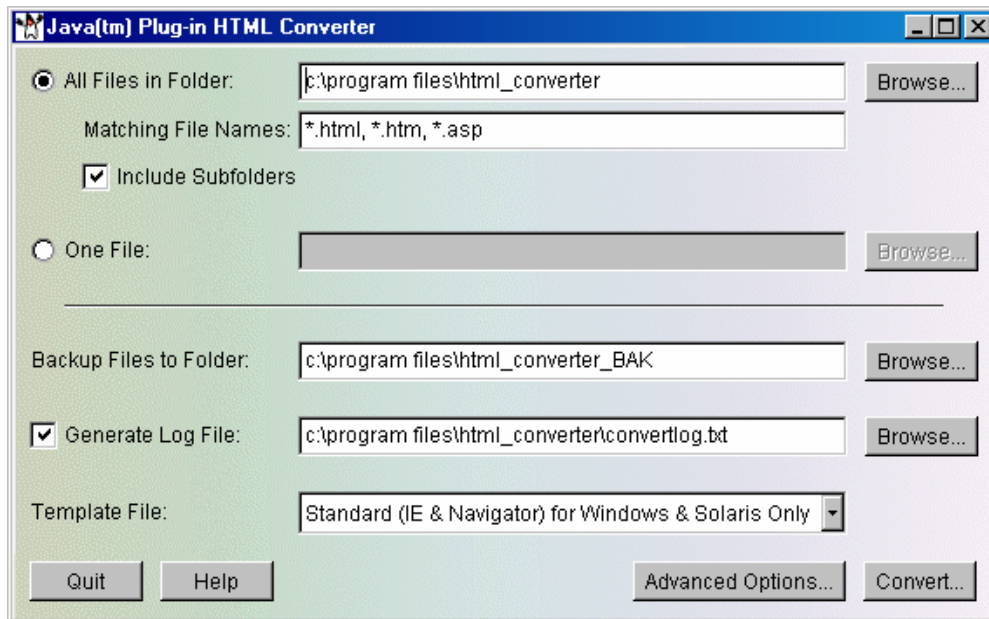 Java(tm) Plug-in HTML Converter
All Files in Folder: c:\program files\html_converter Browse...
Matching File Names: *.html, *.htm, *.asp
Include Subfolders
One File: Browse...
Backup Files to Folder: c:\program files\html_converter_BAK Browse...
Generate Log File: c:\program files\html_converter\convertlog.txt Browse...
Template File: Standard (IE & Navigator) for Windows & Solaris Only
Quit Help Advanced Options... Convert...